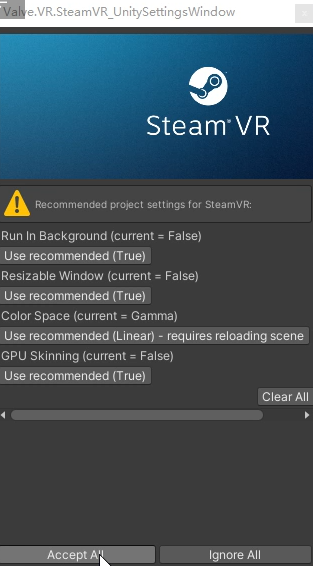 Valve.VR.SteamVR_UnitySettingsWindow
Steam VR
Recommended project settings for SteamVR:
Run In Background (current = False)
Use recommended (True)
Resizable Window (current = False)
Use recommended (True)
Color Space (current = Gamma)
Use recommended (Linear) - requires reloading scene
GPU Skinning (current = False)
Use recommended (True)
Clear All
Accept All
Ignore All